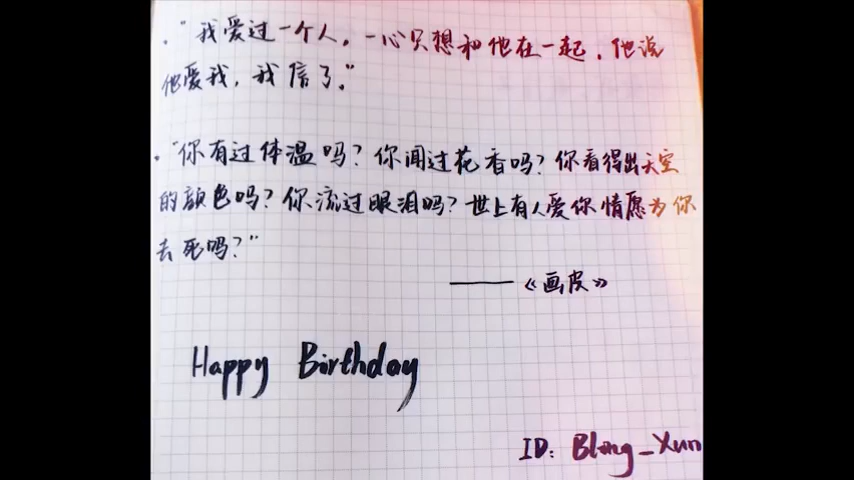 ."我爱过一个人，一心只想和他在一起，他说
他爱我，我信了。"
."你有过体温吗？你闻过花香吗？你看得出天空
的颜色吗？你流过眼泪吗？世上有人爱你情愿为你
去死吗？"
——《画皮》
Happy Birthday
ID: Blong_Xun